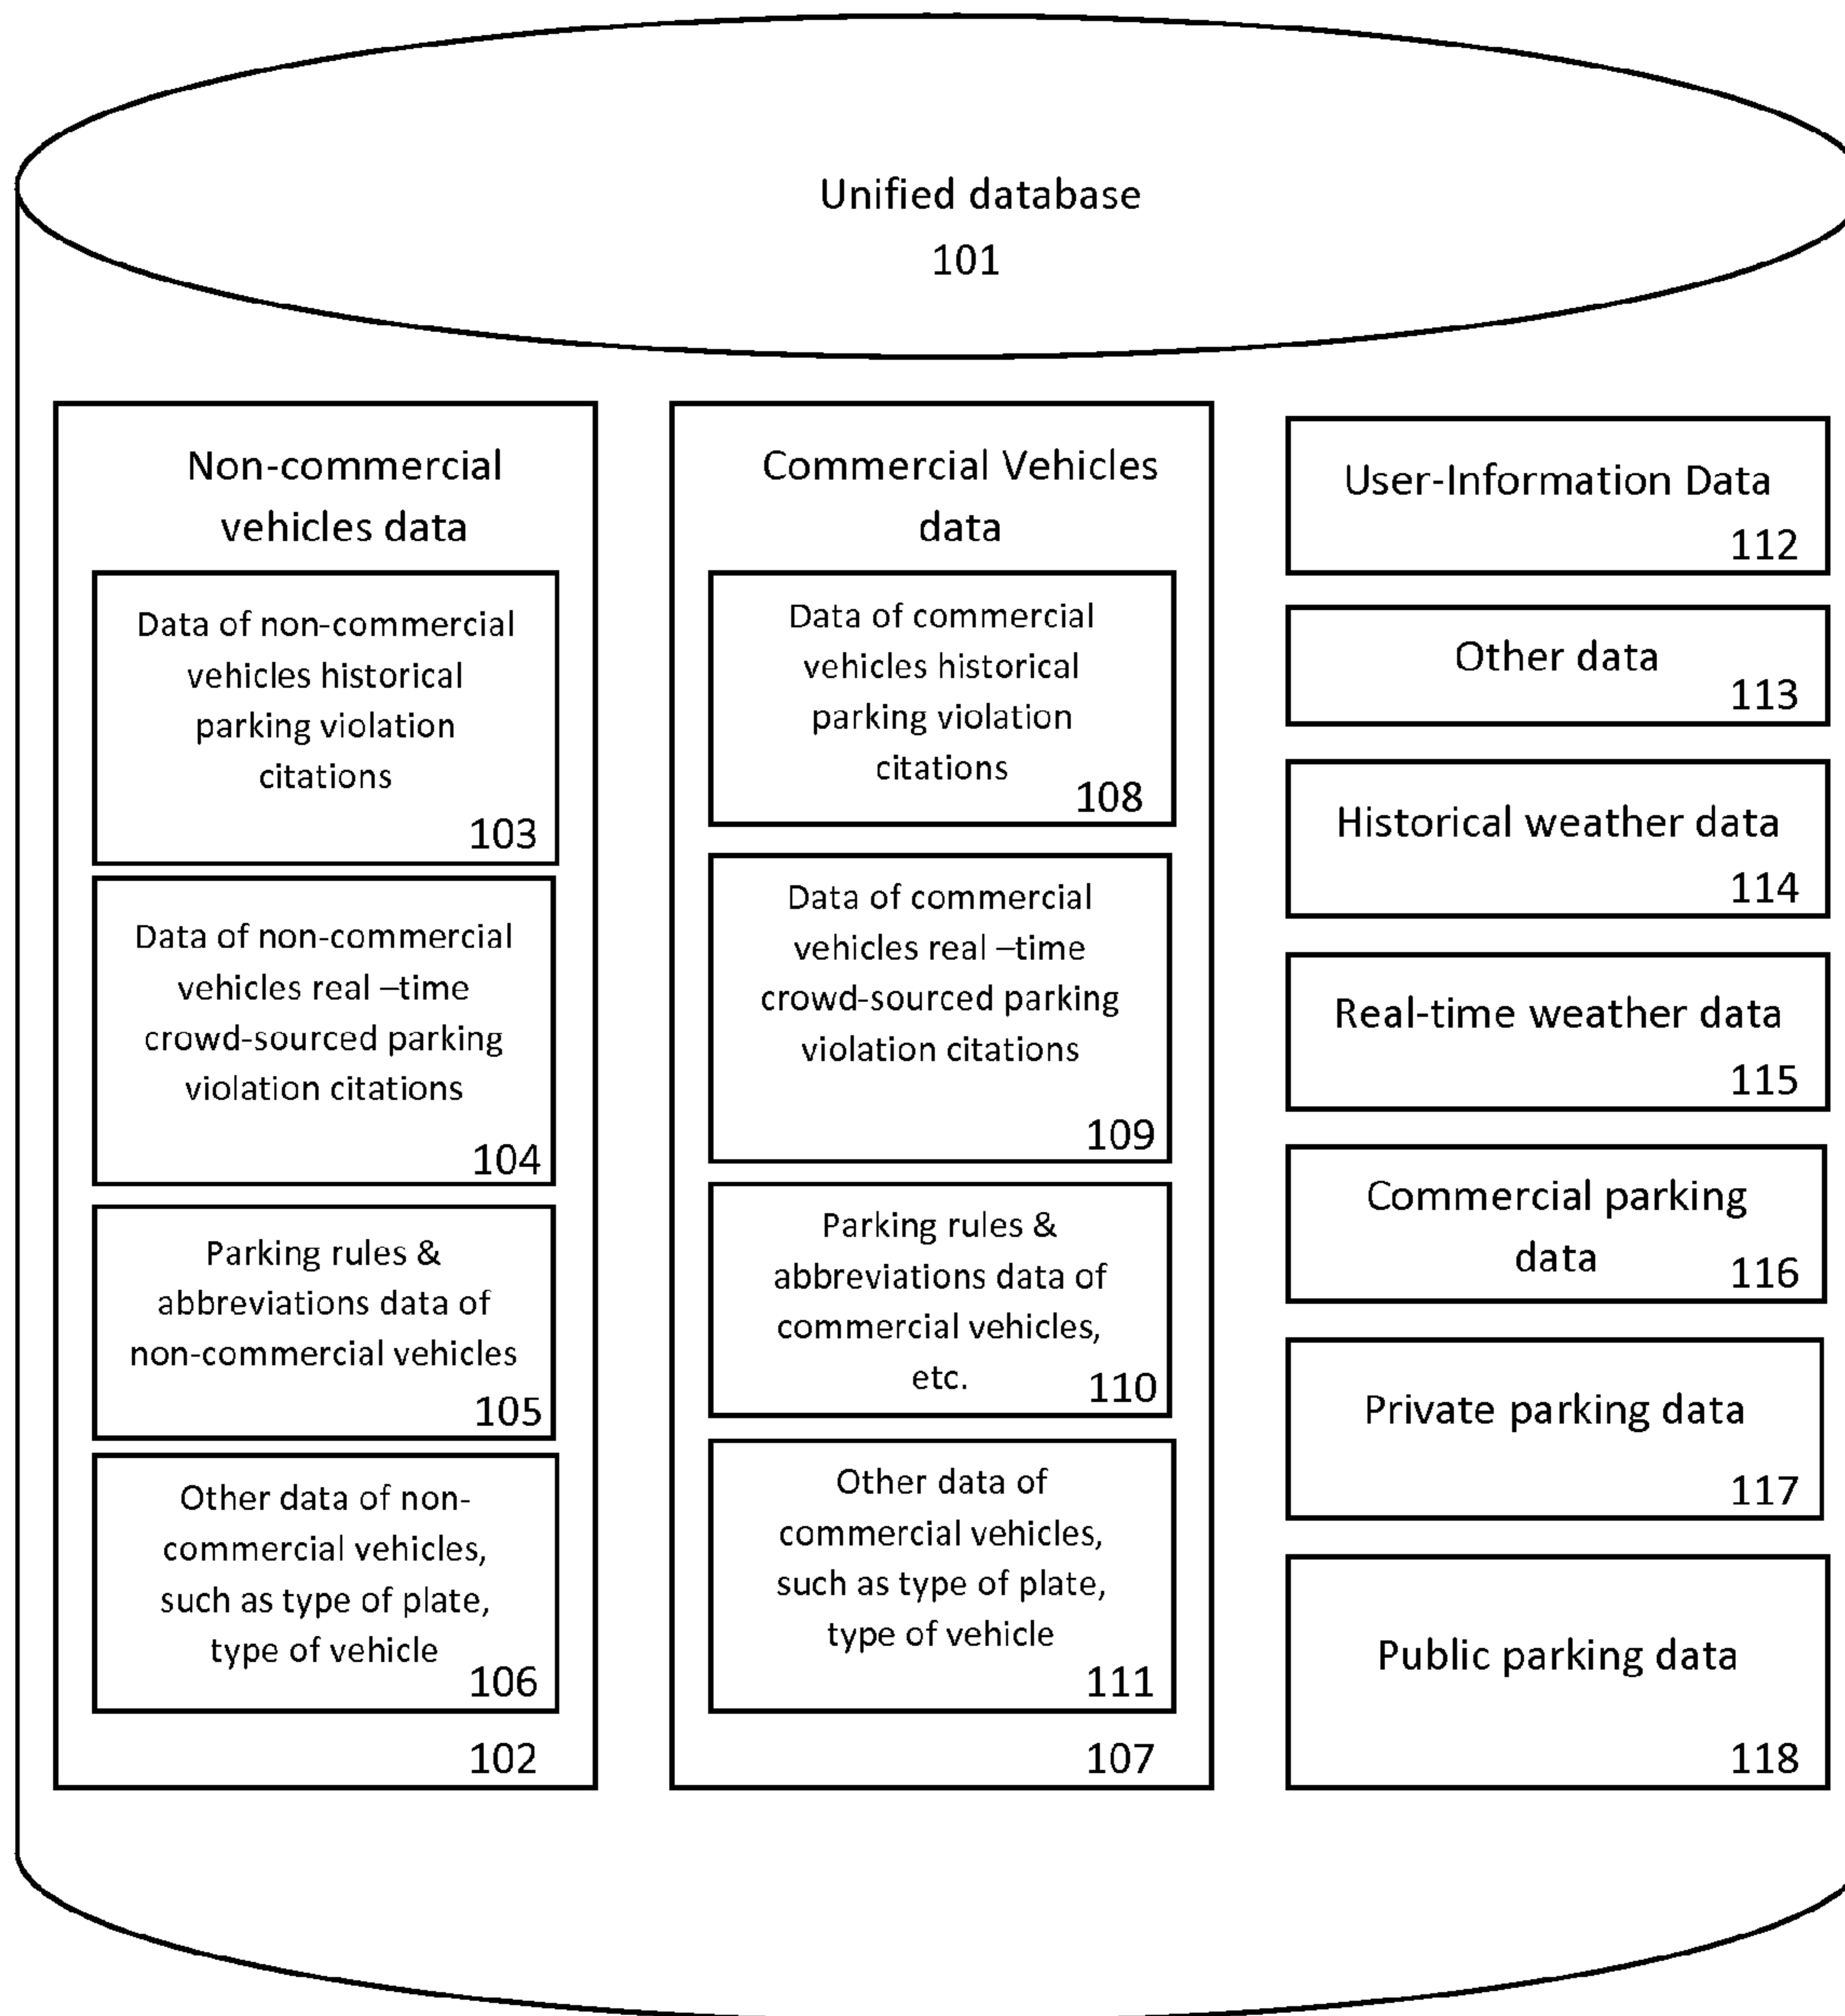 Unified database
101
Non-commercial
vehicles data
Data of non-commercial
vehicles historical
parking violation
citations
103
Data of non-commercial
vehicles real –time
crowd-sourced parking
violation citations
104
Parking rules &
abbreviations data of
non-commercial vehicles
105
Other data of non-
commercial vehicles,
such as type of plate,
type of vehicle
106
102
Commercial Vehicles
data
Data of commercial
vehicles historical
parking violation
citations
108
Data of commercial
vehicles real –time
crowd-sourced parking
violation citations
109
Parking rules &
abbreviations data of
commercial vehicles,
etc.
110
Other data of
commercial vehicles,
such as type of plate,
type of vehicle
111
107
User-Information Data
112
Other data
113
Historical weather data
114
Real-time weather data
115
Commercial parking
data
116
Private parking data
117
Public parking data
118